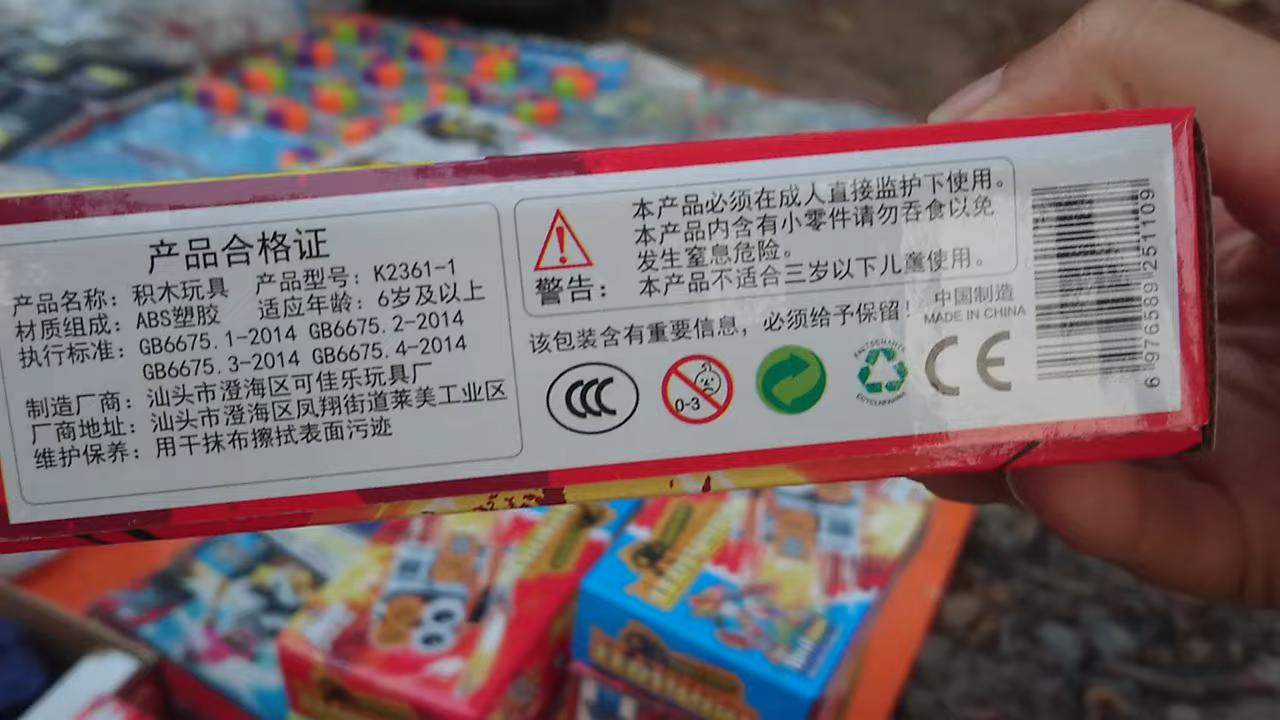 产品合格证
产品名称：积木玩具 产品型号：K2361-1
材质组成：ABS塑胶 适应年龄：6岁及以上
执行标准：GB6675.1-2014 GB6675.2-2014
GB6675.3-2014 GB6675.4-2014
制造厂商：汕头市澄海区可佳乐玩具厂
厂商地址：汕头市澄海区凤翔街道莱美工业区
维护保养：用干抹布擦拭表面污迹
警告：
本产品必须在成人直接监护下使用。
本产品内含有小零件请勿吞食以免
发生窒息危险。
本产品不适合三岁以下儿童使用。
该包装含有重要信息，必须给予保留！
中国制造
MADE IN CHINA
CCC
0-3
CE
6 976589 251109